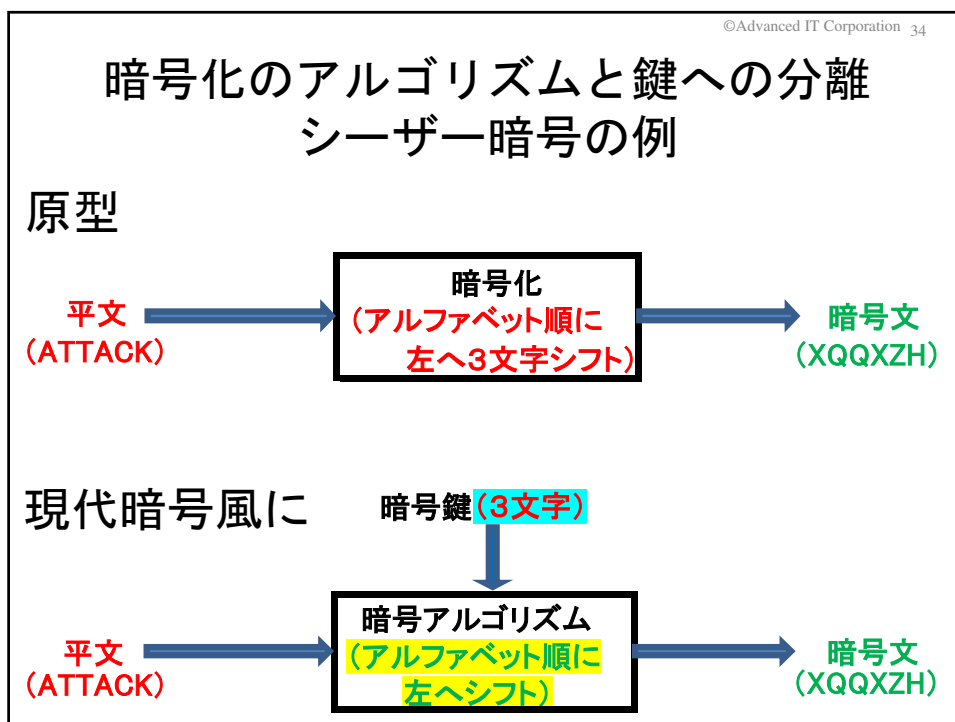 ©Advanced IT Corporation 34
暗号化のアルゴリズムと鍵への分離
シーザー暗号の例
原型
平文
(ATTACK)
暗号化
(アルファベット順に
左へ3文字シフト)
暗号文
(XQQXZH)
現代暗号風に
暗号鍵(3文字)
平文
(ATTACK)
暗号アルゴリズム
(アルファベット順に
左へシフト)
暗号文
(XQQXZH)